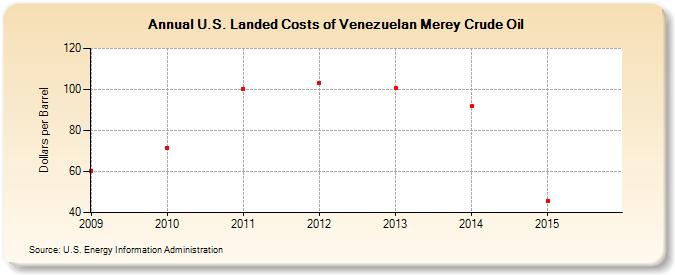 Annual U.S. Landed Costs of Venezuelan Merey Crude Oil
Dollars per Barrel
120
100
80
60
40
2009 2010 2011 2012 2013 2014 2015
Source: U.S. Energy Information Administration